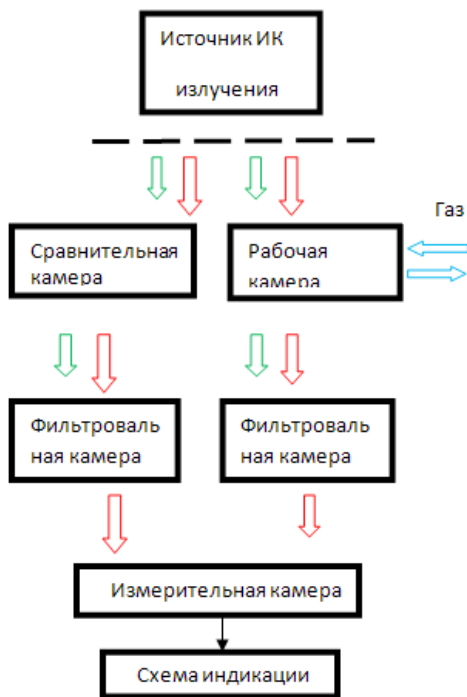 Источник ИК
излучения
Газ
Сравнительная
камера
Рабочая
камера
Фильтроваль
ная камера
Фильтроваль
ная камера
Измерительная камера
Схема индикации